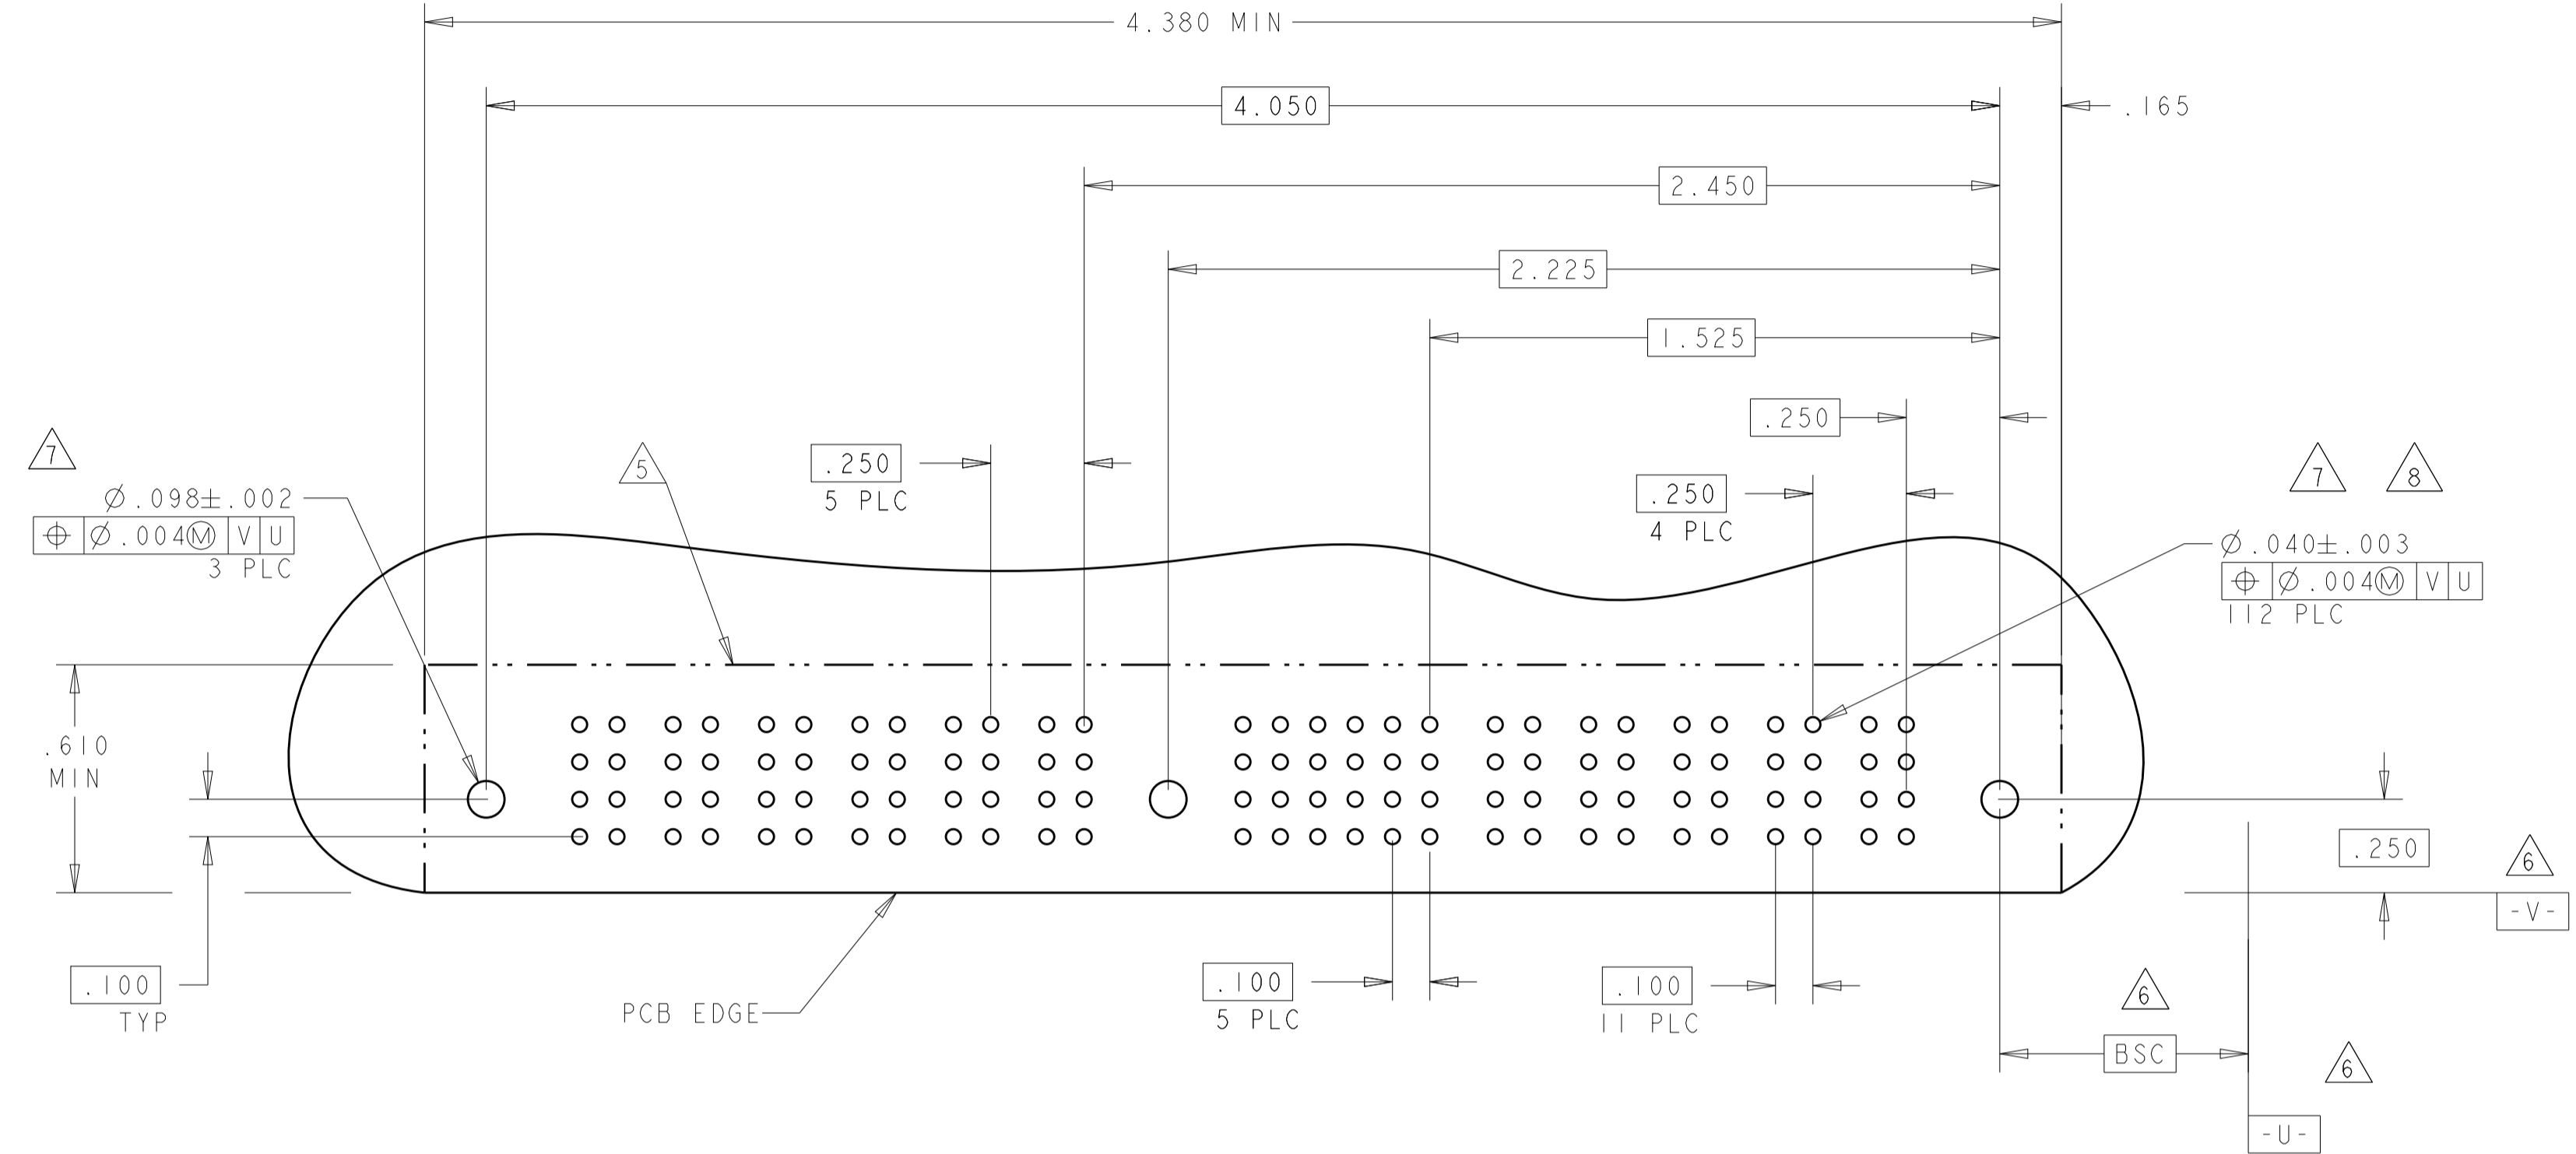 4.380 MIN
4.050
.165
2.450
2.225
1.525
.250
7
5
.250
5 PLC
.250
4 PLC
7 8
Ø.098±.002
⌖ Ø.004Ⓜ V U
3 PLC
Ø.040±.003
⌖ Ø.004Ⓜ V U
112 PLC
.610
MIN
.250
6
-V-
.100
TYP
PCB EDGE
.100
5 PLC
.100
11 PLC
6
BSC
6
-U-